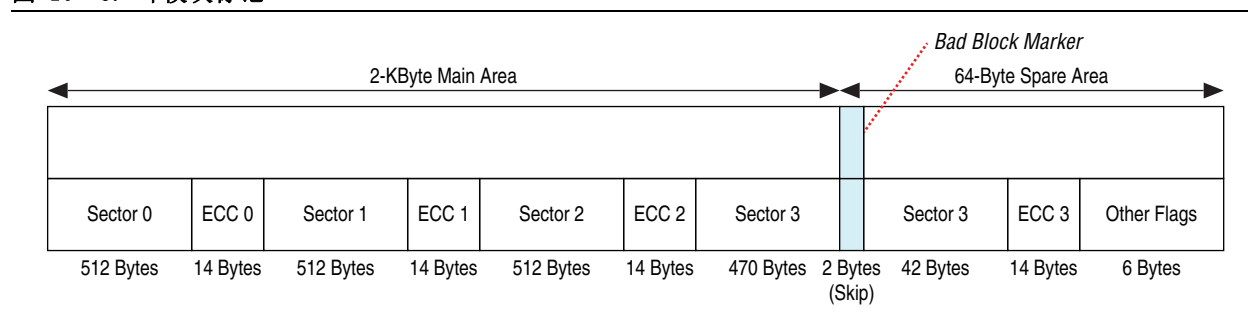 Bad Block Marker
2-KByte Main Area
64-Byte Spare Area
Sector 0 ECC 0 Sector 1 ECC 1 Sector 2 ECC 2 Sector 3 Sector 3 ECC 3 Other Flags
512 Bytes 14 Bytes 512 Bytes 14 Bytes 512 Bytes 14 Bytes 470 Bytes 2 Bytes 42 Bytes 14 Bytes 6 Bytes
(Skip)